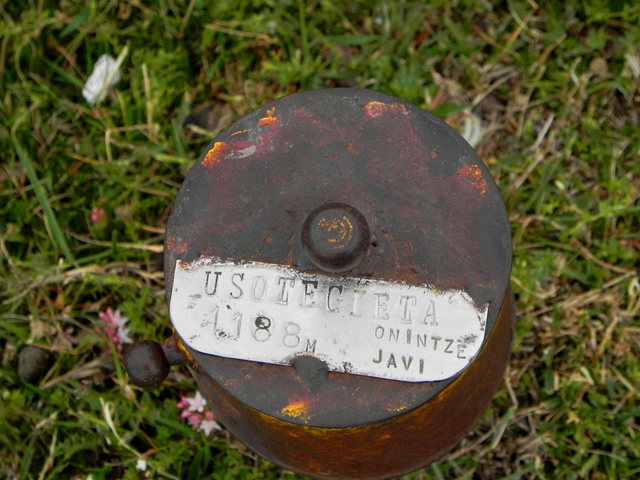 USOTEGIETA
1188 M
ONINTZE
JAVI